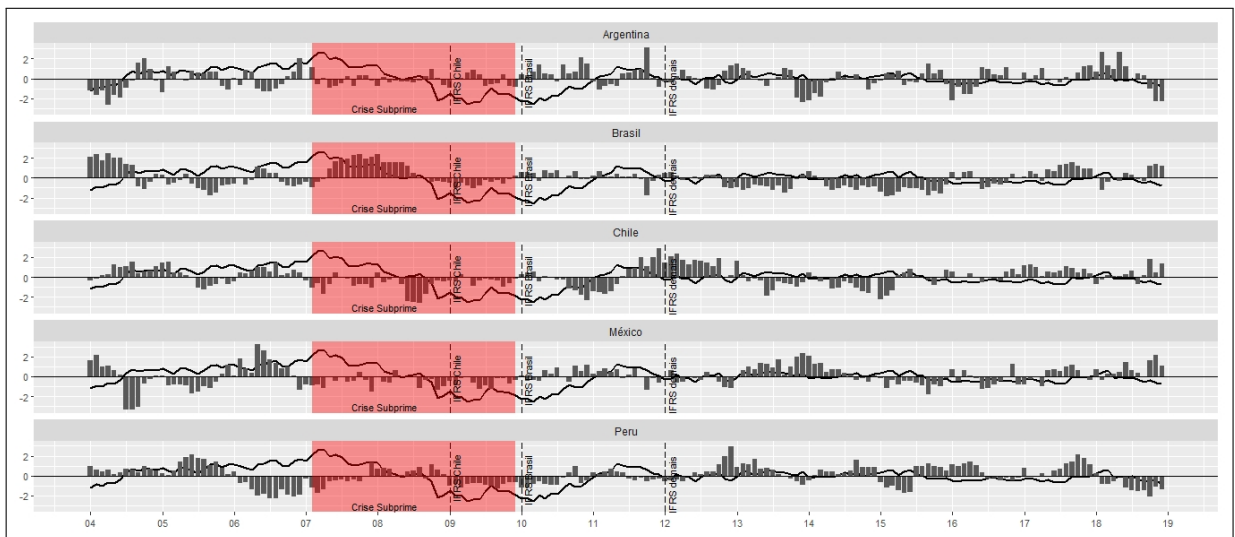 Argentina
2
0
-2
Crise Subprime
IFRS Chile
IFRS Brasil
IFRS demais
Brasil
2
0
-2
Crise Subprime
IFRS Chile
IFRS Brasil
IFRS demais
Chile
2
0
-2
Crise Subprime
IFRS Chile
IFRS Brasil
IFRS demais
México
2
0
-2
Crise Subprime
IFRS Chile
IFRS Brasil
IFRS demais
Peru
2
0
-2
Crise Subprime
IFRS Chile
IFRS Brasil
IFRS demais
04 05 06 07 08 09 10 11 12 13 14 15 16 17 18 19